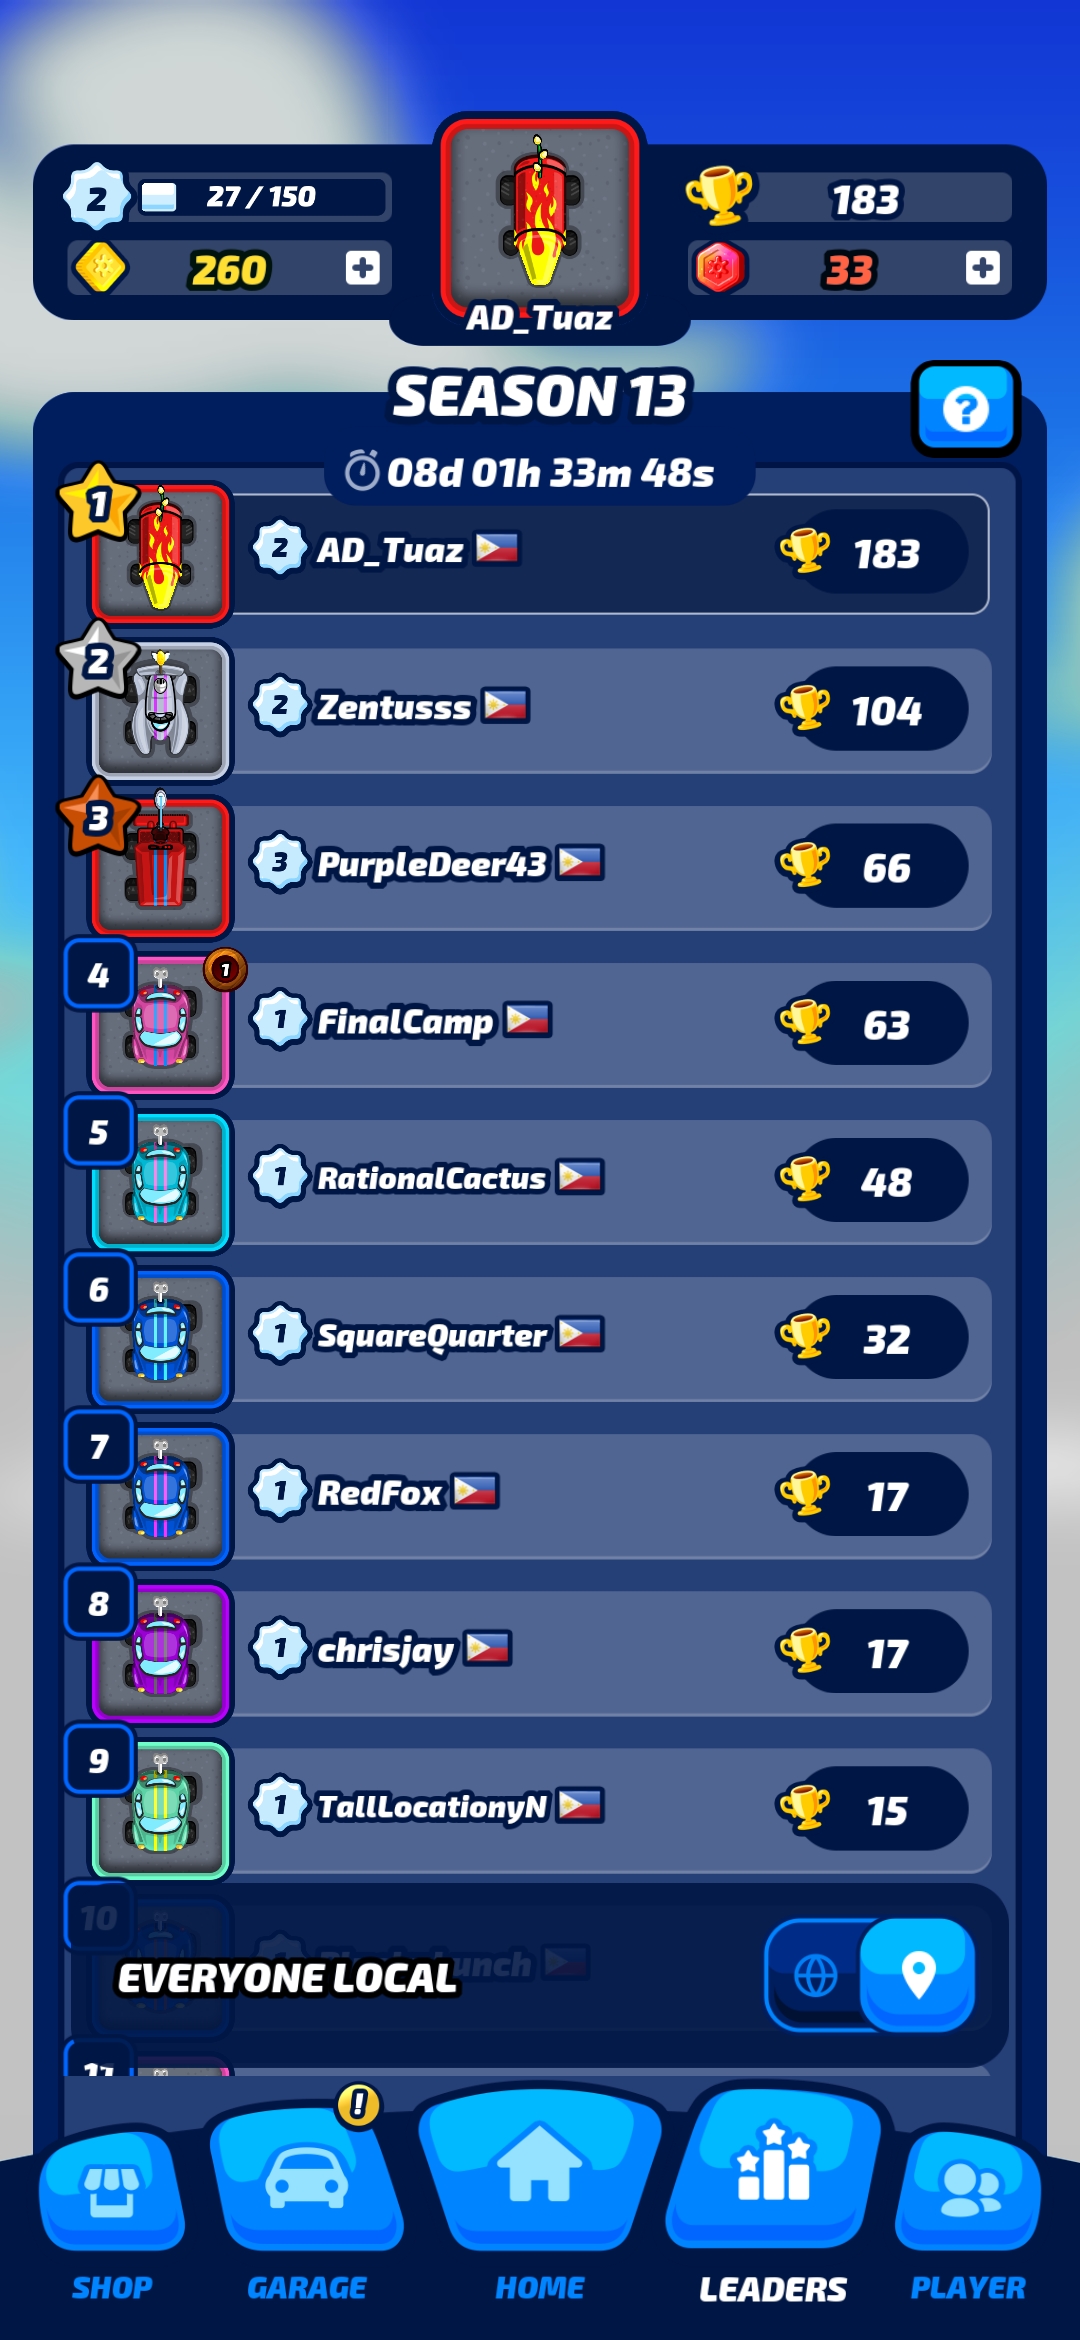 2
27 / 150
183
260
33
AD_Tuaz
SEASON 13
?
08d 01h 33m 48s
1
2 AD_Tuaz 183
2
2 Zentusss 104
3
3 PurpleDeer43 66
4
1
1 FinalCamp 63
5
1 RationalCactus 48
6
1 SquareQuarter 32
7
1 RedFox 17
8
1 chrisjay 17
9
1 TallLocationyN 15
10
EVERYONE LOCAL
11
!
SHOP GARAGE HOME LEADERS PLAYER